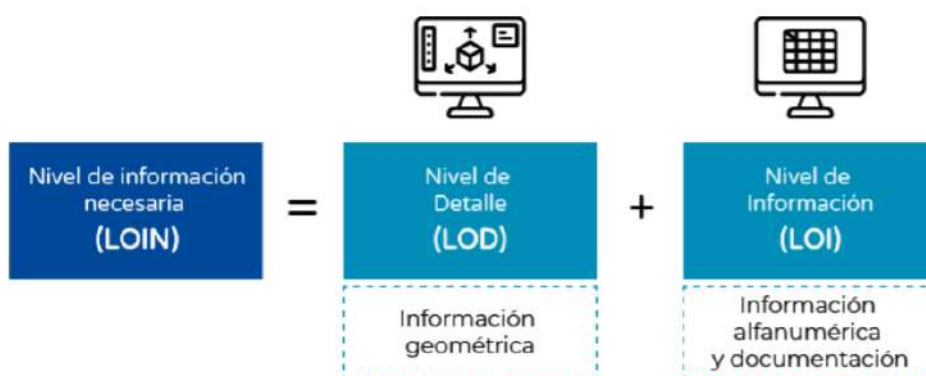 Nivel de información
necesaria
(LOIN)
=
Nivel de
Detalle
(LOD)
+
Nivel de
Información
(LOI)
Información
geométrica
Información
alfanumérica
y documentación